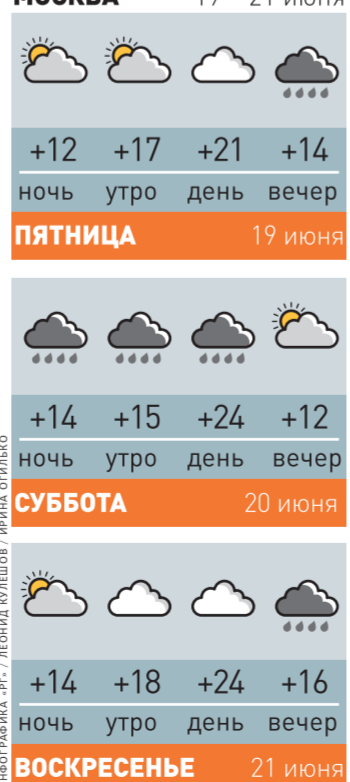 МОСКВА 19 – 21 июня
+12 +17 +21 +14
ночь утро день вечер
ПЯТНИЦА 19 июня
+14 +15 +24 +12
ночь утро день вечер
СУББОТА 20 июня
+14 +18 +24 +16
ночь утро день вечер
ВОСКРЕСЕНЬЕ 21 июня
НФОГРАФИКА «РГ» / ЛЕОНИД КУЛЕШОВ / ИРИНА ОГИЛЬКО